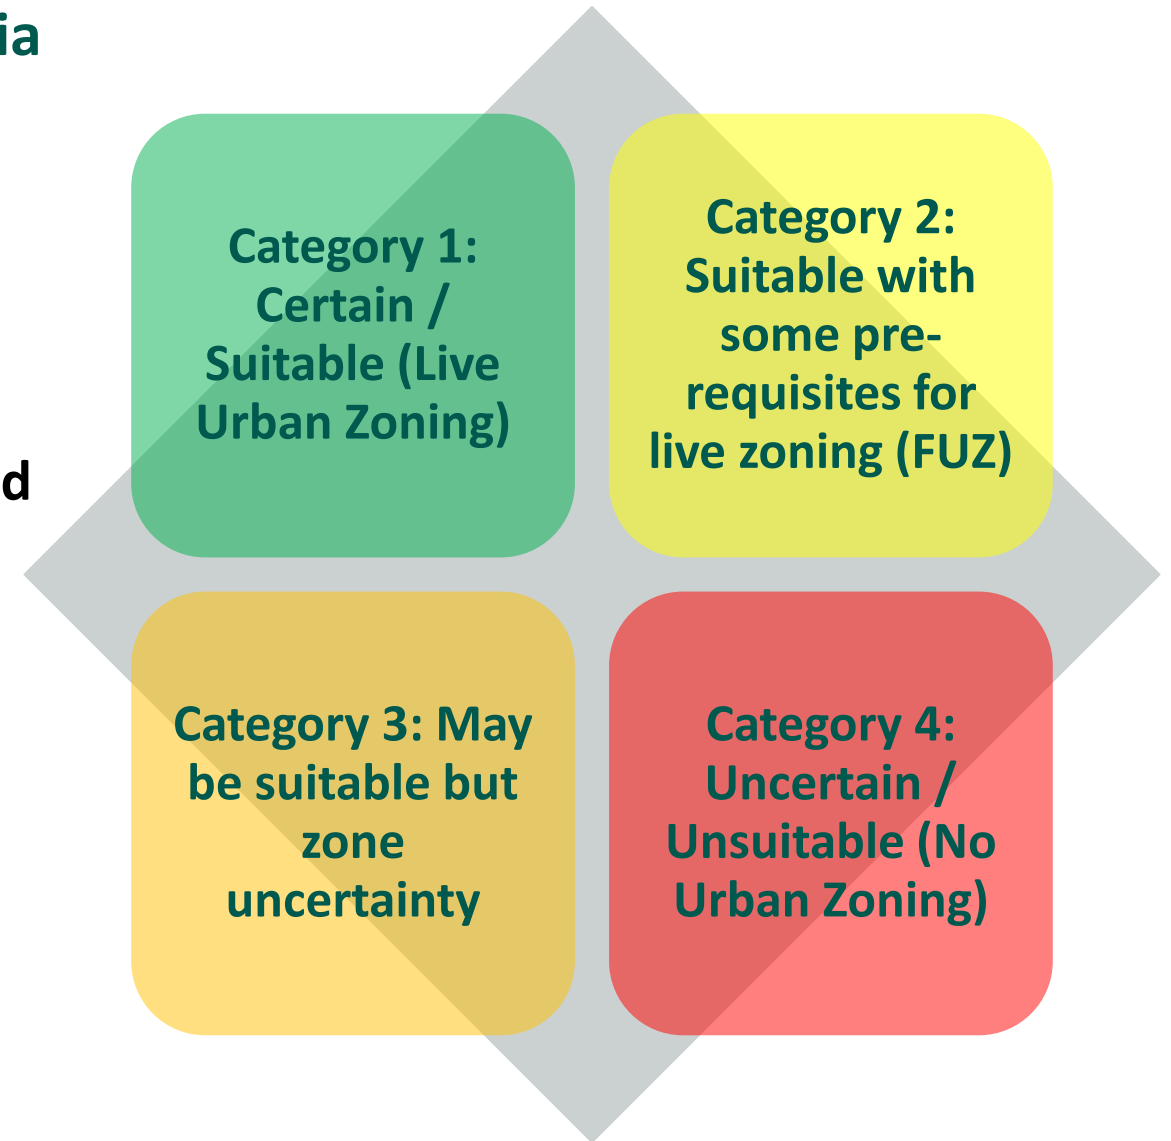 ia
Category 1:
Certain /
Suitable (Live
Urban Zoning)
Category 2:
Suitable with
some pre-
requisites for
live zoning (FUZ)
d
Category 3: May
be suitable but
zone
uncertainty
Category 4:
Uncertain /
Unsuitable (No
Urban Zoning)